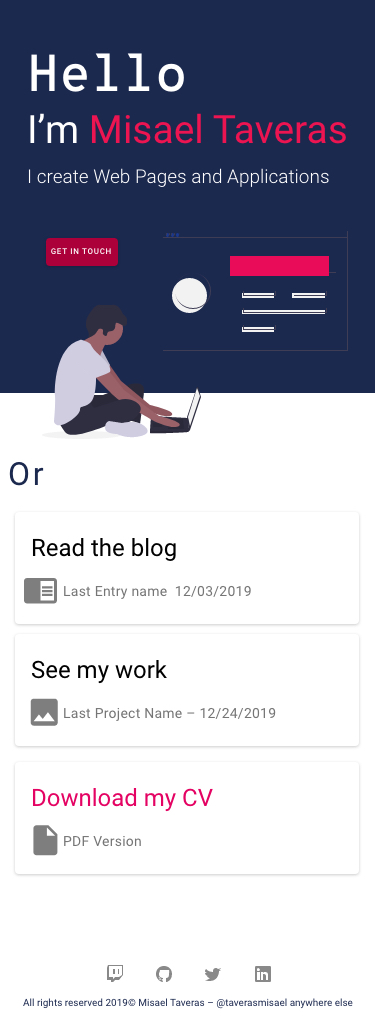 Hello
I’m Misael Taveras
I create Web Pages and Applications
GET IN TOUCH
Or
Read the blog
Last Entry name 12/03/2019
See my work
Last Project Name – 12/24/2019
Download my CV
PDF Version
All rights reserved 2019© Misael Taveras – @taverasmisael anywhere else